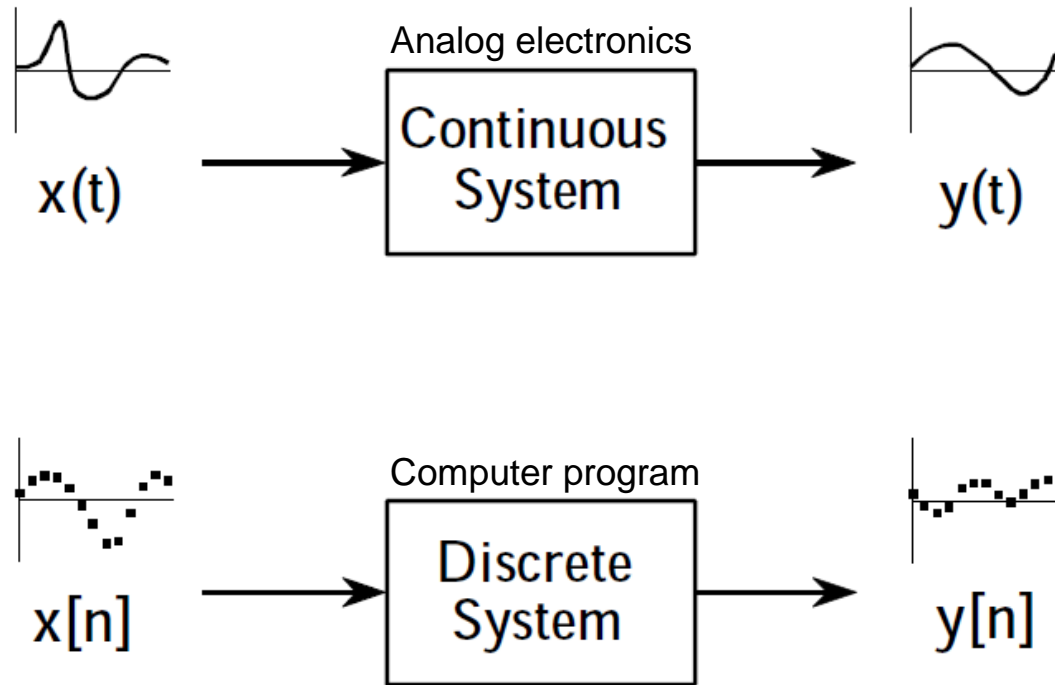 Analog electronics
Continuous
System
x(t)
y(t)
Computer program
Discrete
System
x[n]
y[n]